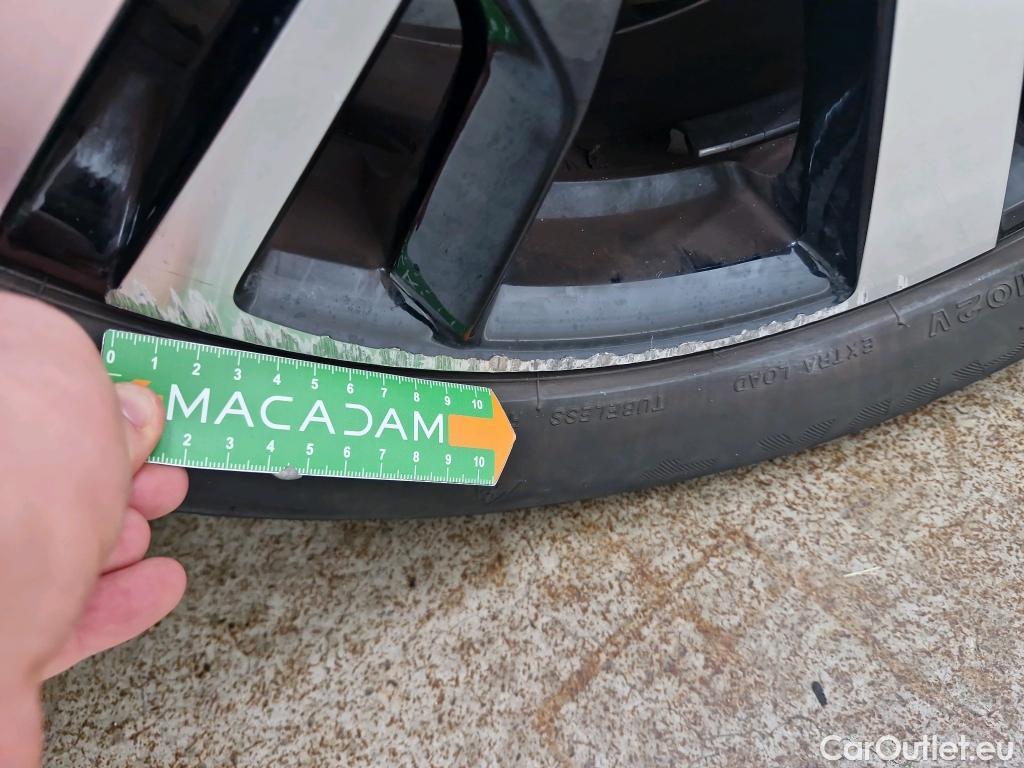 102V
EXTRA LOAD
TUBELESS
0 1 2 3 4 5 6 7 8 9 10
MACADAM
2 3 4 5 6 7 8 9 10
CarOutlet.eu